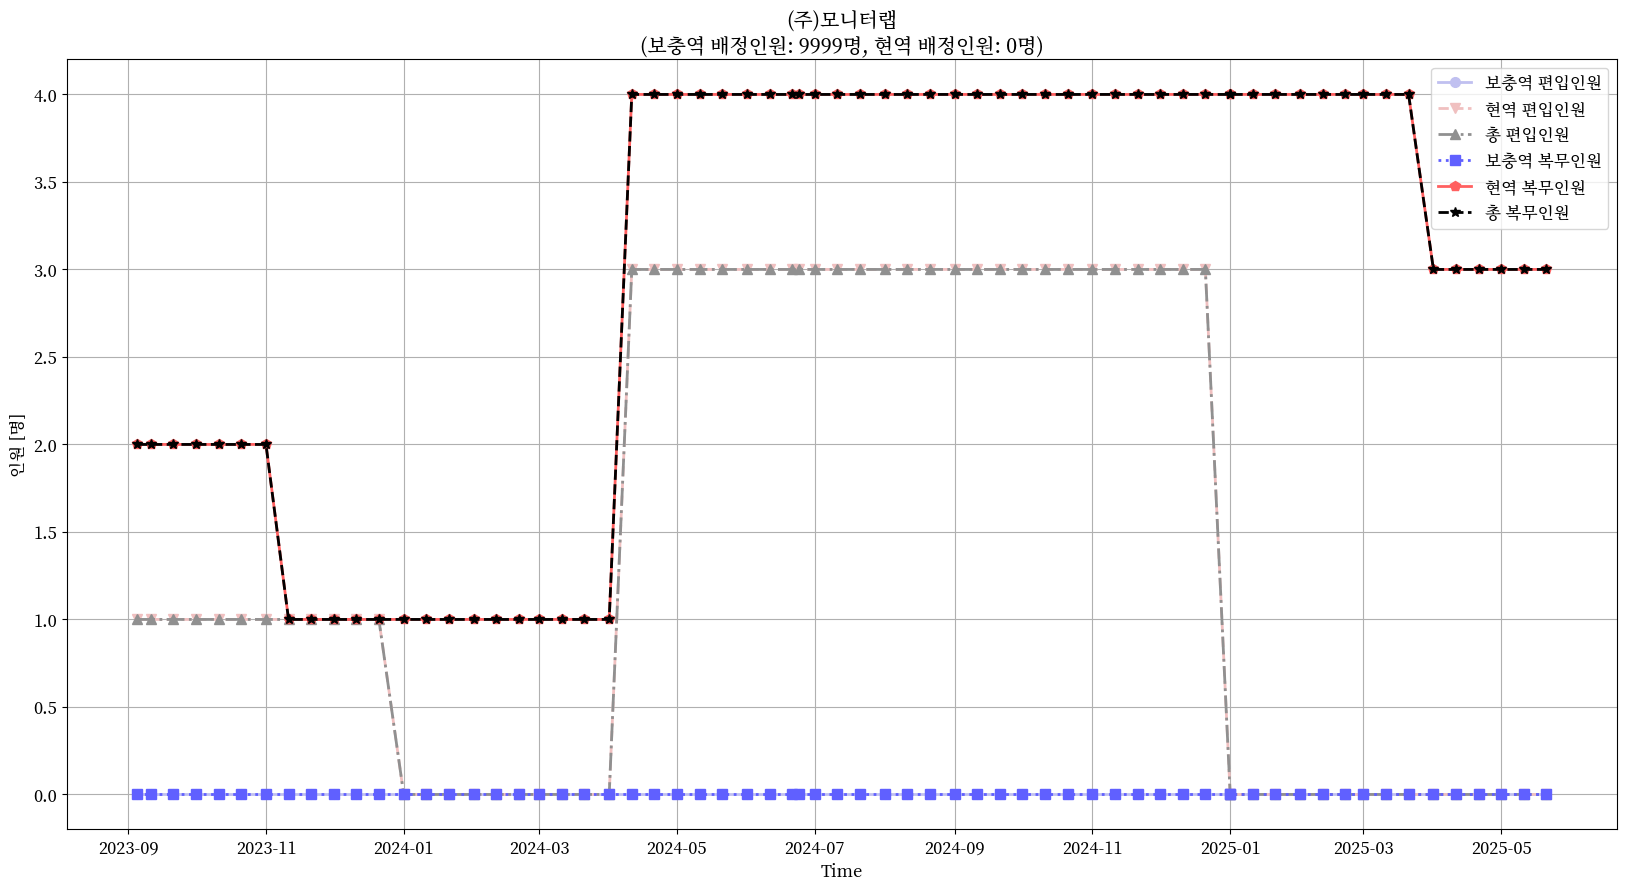 (주)모니터랩
(보충역 배정인원: 9999명, 현역 배정인원: 0명)
보충역 편입인원
현역 편입인원
총 편입인원
보충역 복무인원
현역 복무인원
총 복무인원
인원 [명]
4.0
3.5
3.0
2.5
2.0
1.5
1.0
0.5
0.0
2023-09 2023-11 2024-01 2024-03 2024-05 2024-07 2024-09 2024-11 2025-01 2025-03 2025-05
Time